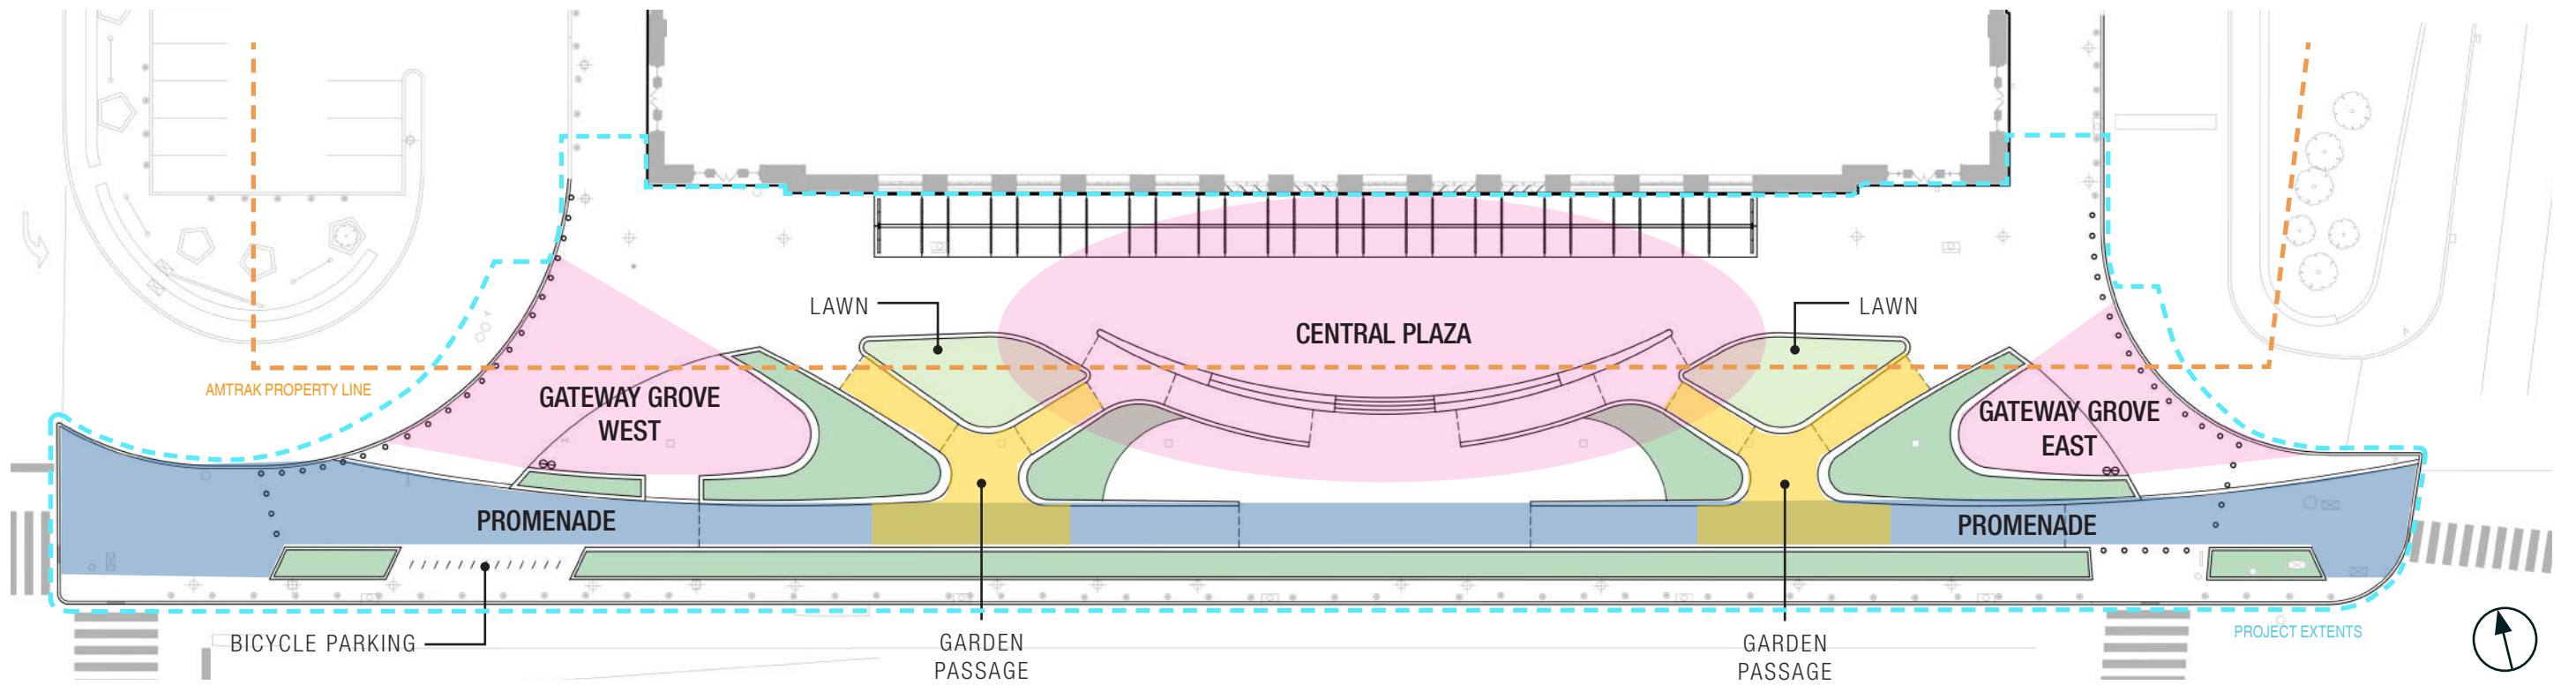 LAWN
LAWN
CENTRAL PLAZA
AMTRAK PROPERTY LINE
GATEWAY GROVE
WEST
GATEWAY GROVE
EAST
PROMENADE
PROMENADE
BICYCLE PARKING
GARDEN
PASSAGE
GARDEN
PASSAGE
PROJECT EXTENTS